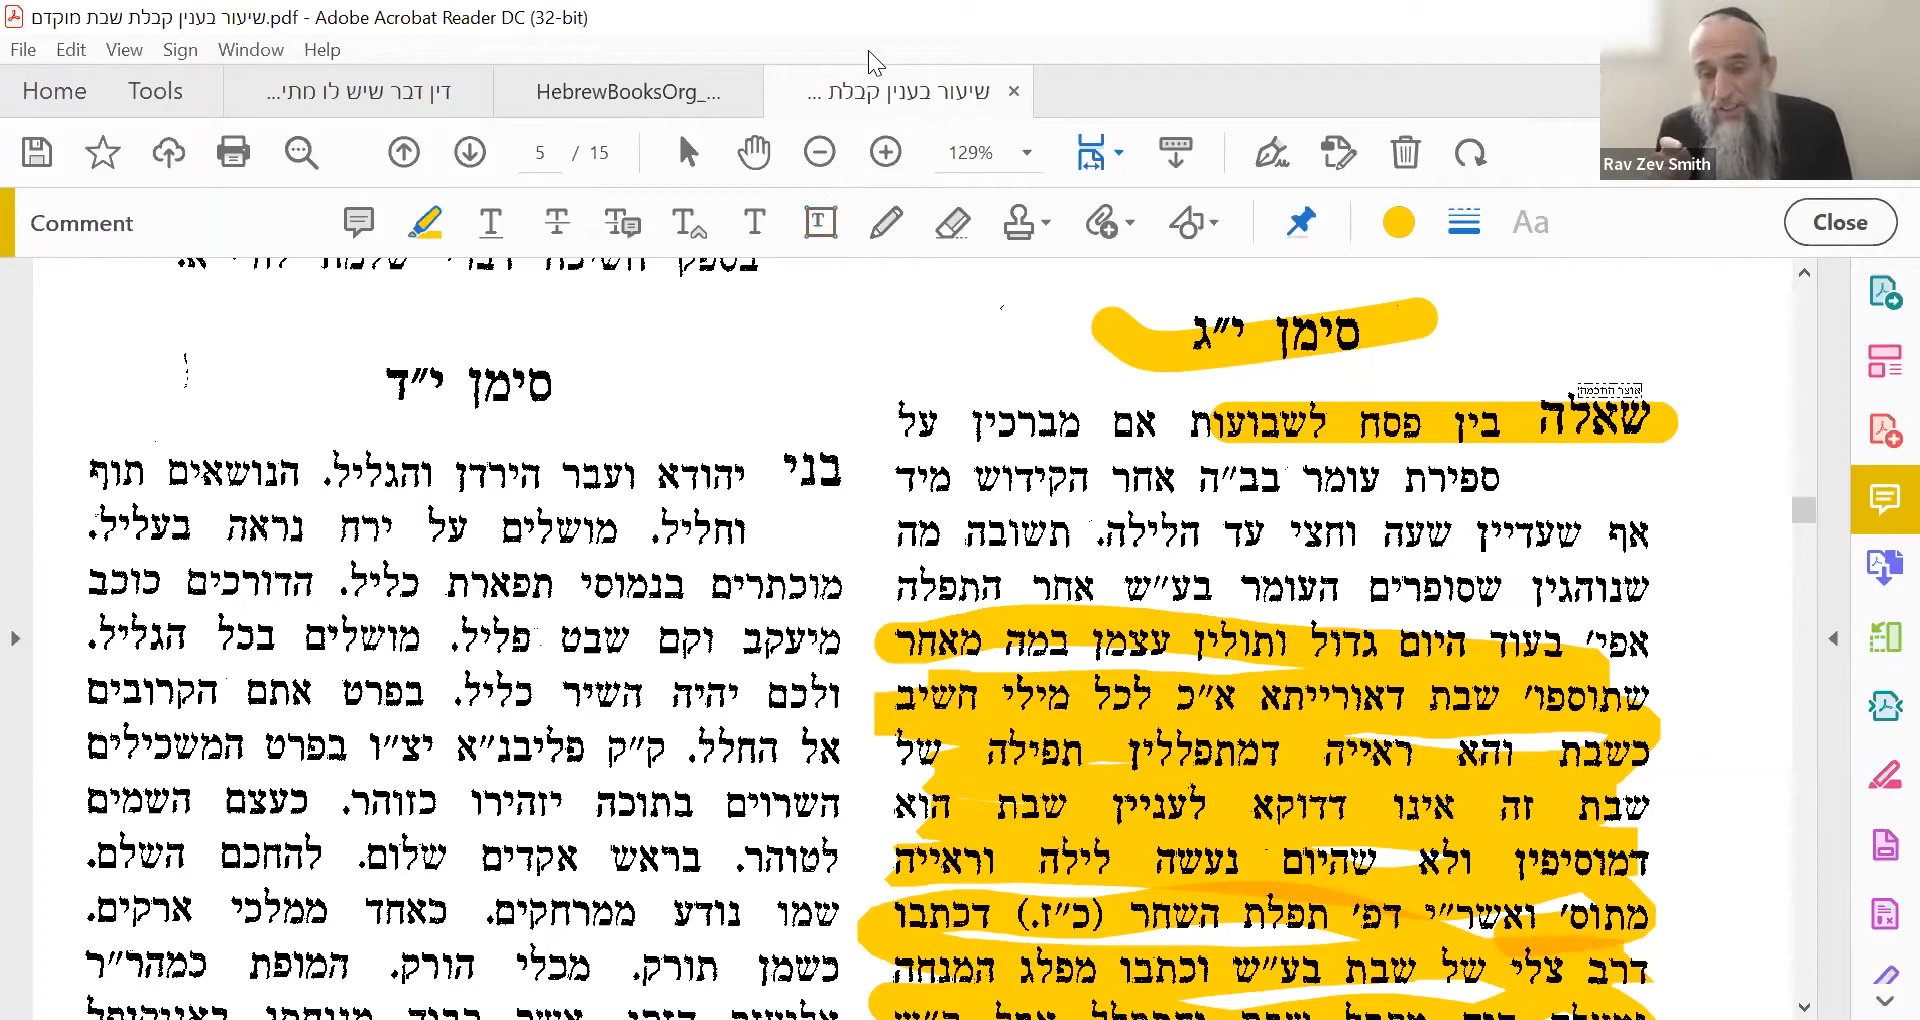 שיעור בענין קבלת שבת מוקדם.pdf - Adobe Acrobat Reader DC (32-bit)
File Edit View Sign Window Help
Home Tools
דין דבר שיש לו מתי...
HebrewBooksOrg_...
שיעור בענין קבלת ...
5 / 15
129%
Rav Zev Smith
Comment
Aa
Close
סימן י״ג
אוצר החכמה
שאלה בין פסח לשבועות אם מברכין על
ספירת עומר בב״ה אחר הקידוש מיד
אף שעדיין שעה וחצי עד הלילה. תשובה מה
שנוהגין שסופרים העומר בע״ש אחר התפלה
אפי׳ בעוד היום גדול ותולין עצמן במה מאחר
שתוספו׳ שבת דאורייתא א״כ לכל מילי חשיב
כשבת והא ראייה דמתפללין תפילה של
שבת זה אינו דדוקא לעניין שבת הוא
דמוסיפין ולא שהיום נעשה לילה וראייה
מתוס׳ ואשר״י דפ׳ תפלת השחר (כ״ז.) דכתבו
דרב צלי של שבת בע״ש וכתבו מפלג המנחה
סימן י״ד
בני יהודא ועבר הירדן והגליל. הנושאים תוף
וחליל. מושלים על ירח נראה בעליל.
מוכתרים בנמוסי תפארת כליל. הדורכים כוכב
מיעקב וקם שבט פליל. מושלים בכל הגליל.
ולכם יהיה השיר כליל. בפרט אתם הקרובים
אל החלל. ק״ק פליבנ״א יצ״ו בפרט המשכילים
השרוים בתוכה יזהירו כזוהר. כעצם השמים
לטוהר. בראש אקדים שלום. להחכם השלם.
שמו נודע ממרחקים. כאחד ממלכי ארקים.
כשמן תורק. מכלי הורק. המופת כמהר״ר